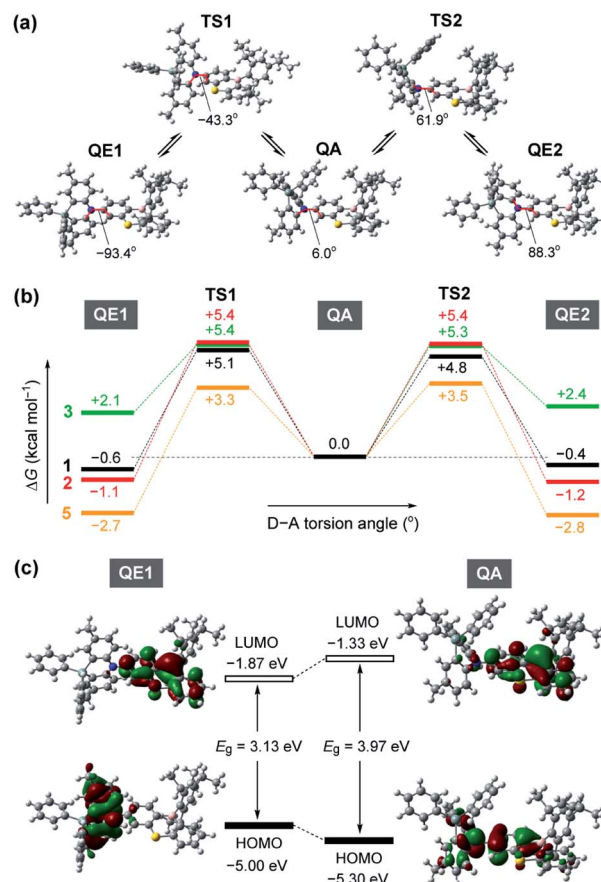 (a)
TS1
TS2
−43.3°
61.9°
QE1
QA
QE2
−93.4°
6.0°
88.3°
(b)
QE1
TS1
QA
TS2
QE2
+5.4
+5.4
+5.4
+5.3
+5.1
+4.8
+3.3
+3.5
3
+2.1
+2.4
1
−0.6
0.0
−0.4
2
−1.1
−1.2
5
−2.7
−2.8
ΔG (kcal mol⁻¹)
D−A torsion angle (°)
(c)
QE1
QA
LUMO
−1.87 eV
LUMO
−1.33 eV
Eg = 3.13 eV
Eg = 3.97 eV
HOMO
−5.00 eV
HOMO
−5.30 eV